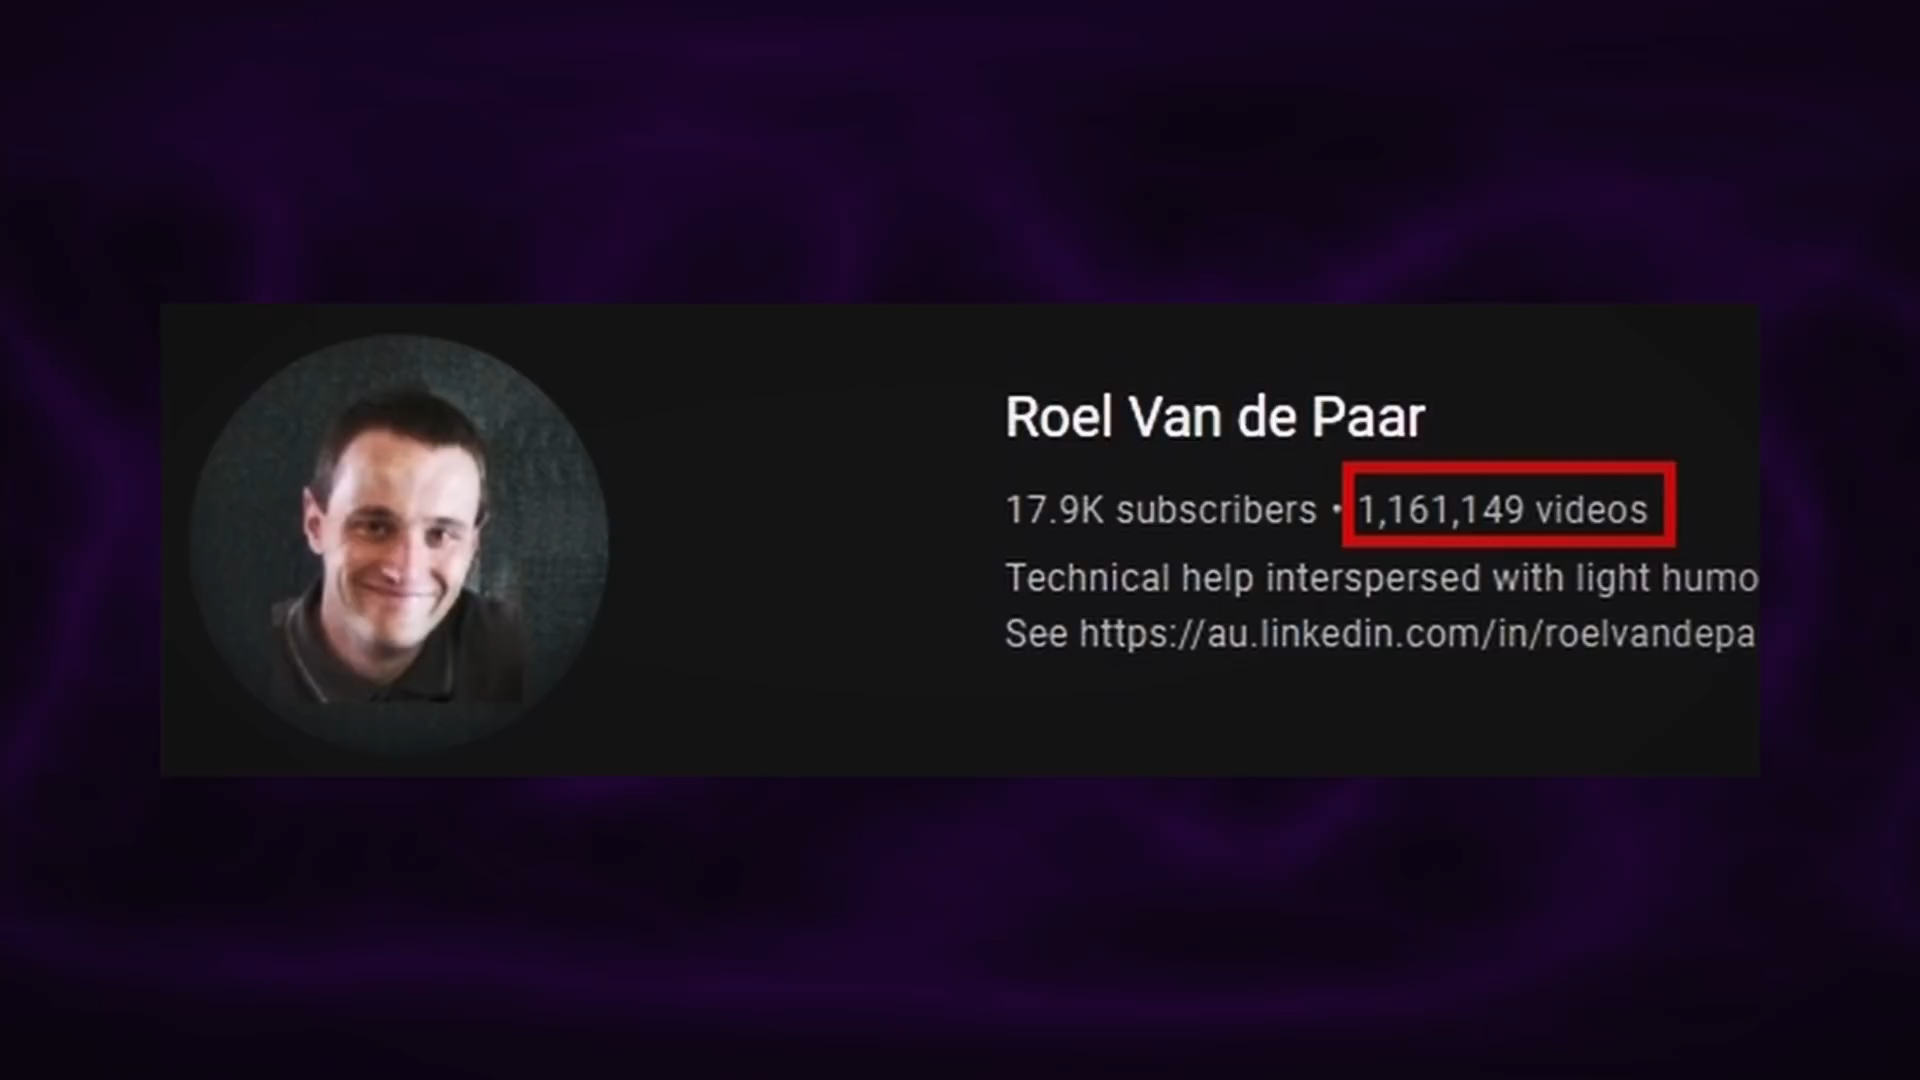 Roel Van de Paar
17.9K subscribers • 1,161,149 videos
Technical help interspersed with light humo
See https://au.linkedin.com/in/roelvandepa